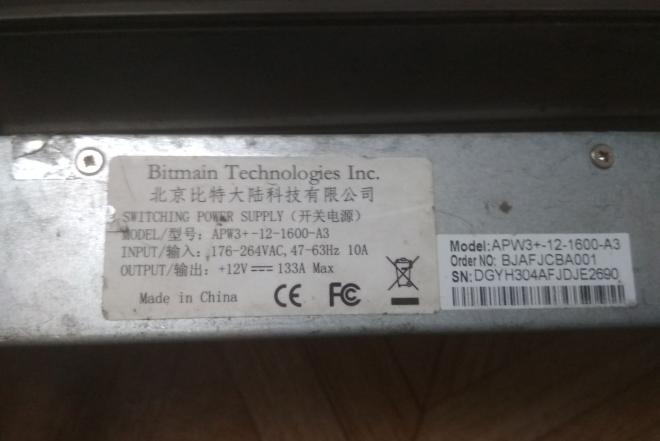 Bitmain Technologies Inc.
北京比特大陆科技有限公司
SWITCHING POWER SUPPLY (开关电源)
MODEL/型号: APW3+-12-1600-A3
INPUT/输入: 176-264VAC, 47-63Hz 10A
OUTPUT/输出: +12V⎓133A Max
Made in China CE FC
Model:APW3+-12-1600-A3
Order NO: BJAFJCBA001
SN:DGYH304AFJDJE2690